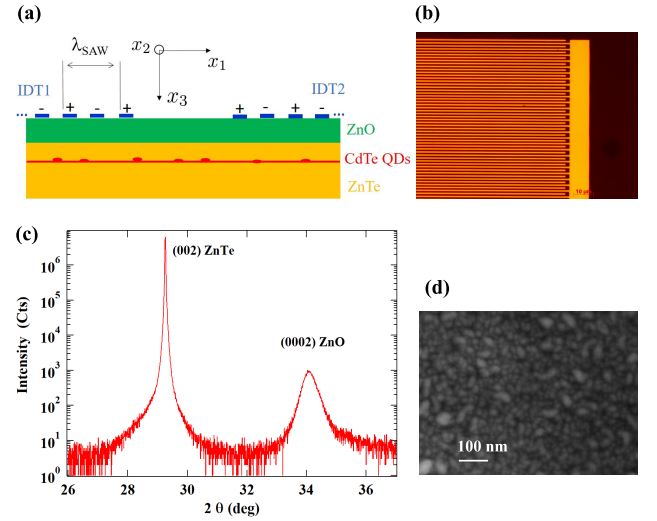 (a)
λSAW
x2
x1
x3
IDT1
IDT2
- + - +
+ - + -
ZnO
CdTe QDs
ZnTe
(b)
10 µm
(c)
(002) ZnTe
(0002) ZnO
Intensity (Cts)
10^6
10^5
10^4
10^3
10^2
10^1
10^0
26 28 30 32 34 36
2 θ (deg)
(d)
100 nm